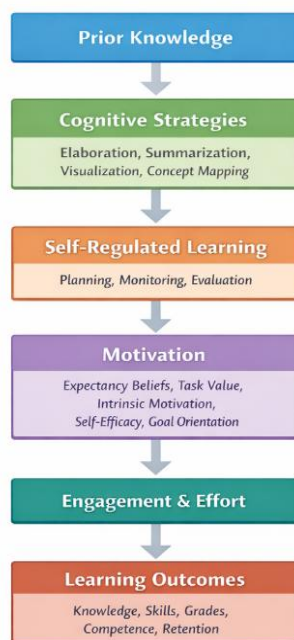 Prior Knowledge
Cognitive Strategies
Elaboration, Summarization,
Visualization, Concept Mapping
Self-Regulated Learning
Planning, Monitoring, Evaluation
Motivation
Expectancy Beliefs, Task Value,
Intrinsic Motivation,
Self-Efficacy, Goal Orientation
Engagement & Effort
Learning Outcomes
Knowledge, Skills, Grades,
Competence, Retention